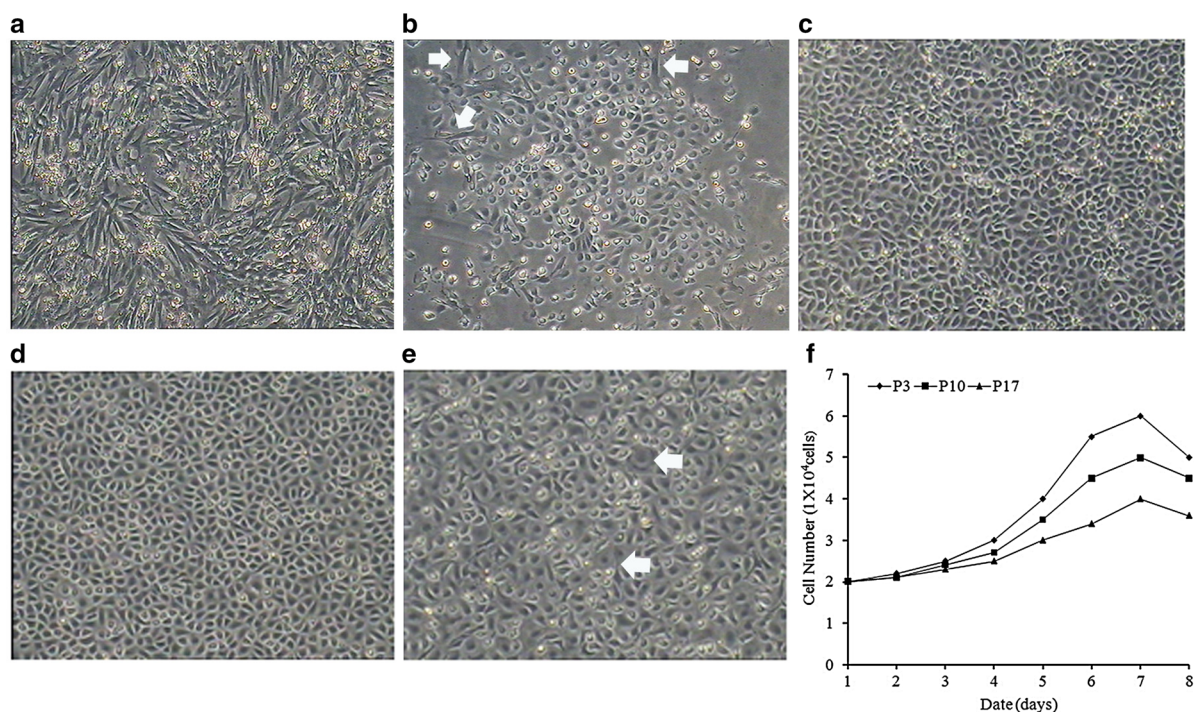 a
b
c
d
e
f
7
P3 P10 P17
6
5
4
3
2
1
0
Cell Number (1X10⁴cells)
1 2 3 4 5 6 7 8
Date (days)